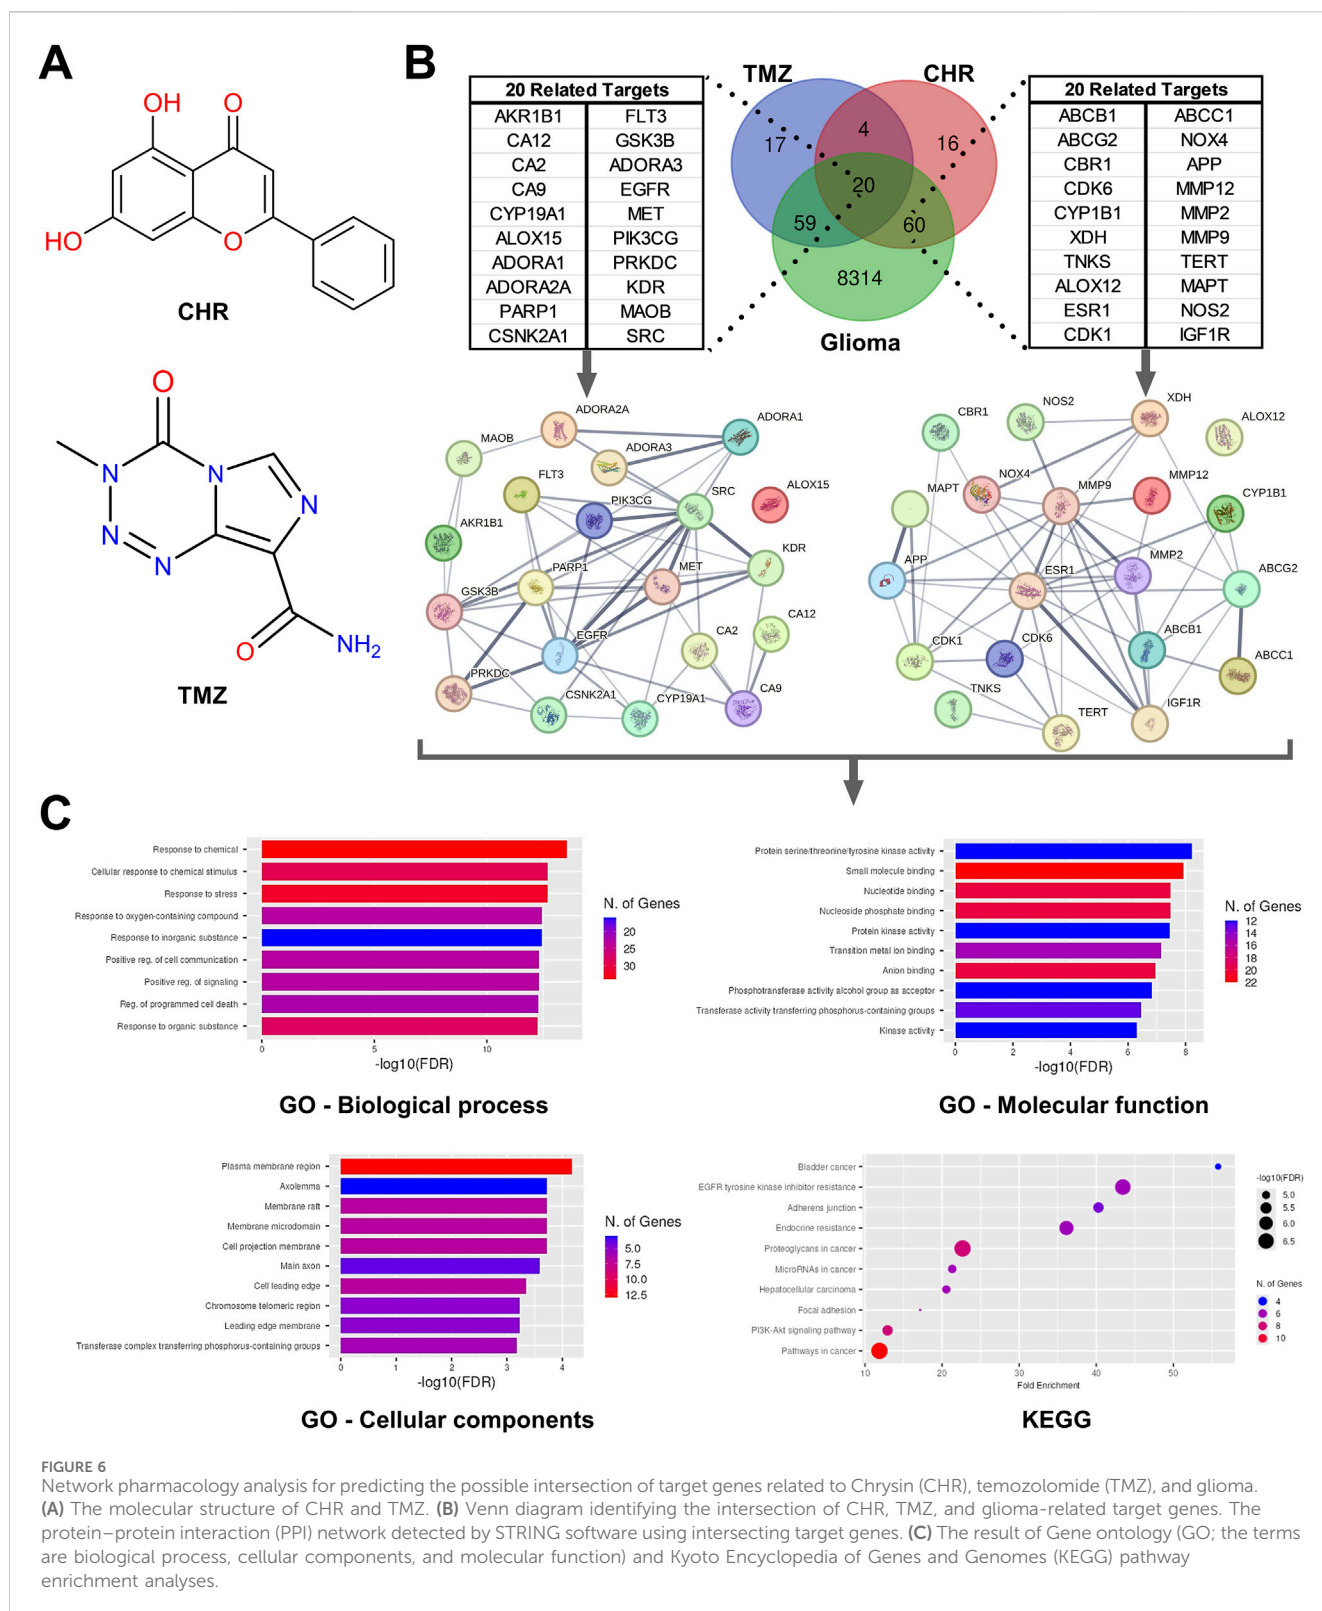 A
OH
O
HO
O
CHR
O
N
N
N
N
N
O
NH2
TMZ
B
20 Related Targets
AKR1B1 FLT3
CA12 GSK3B
CA2 ADORA3
CA9 EGFR
CYP19A1 MET
ALOX15 PIK3CG
ADORA1 PRKDC
ADORA2A KDR
PARP1 MAOB
CSNK2A1 SRC
TMZ
CHR
17
4
16
20
59
60
8314
Glioma
20 Related Targets
ABCB1 ABCC1
ABCG2 NOX4
CBR1 APP
CDK6 MMP12
CYP1B1 MMP2
XDH MMP9
TNKS TERT
ALOX12 MAPT
ESR1 NOS2
CDK1 IGF1R
ADORA2A
ADORA1
MAOB
ADORA3
FLT3
PIK3CG
SRC
ALOX15
AKR1B1
KDR
PARP1
MET
GSK3B
CA12
EGFR
CA2
PRKDC
CSNK2A1
CYP19A1
CA9
XDH
NOS2
CBR1
ALOX12
NOX4
MMP12
MAPT
MMP9
CYP1B1
APP
MMP2
ESR1
ABCG2
CDK1
CDK6
ABCB1
ABCC1
TNKS
TERT
IGF1R
C
Response to chemical
Cellular response to chemical stimulus
Response to stress
Response to oxygen-containing compound
Response to inorganic substance
Positive reg. of cell communication
Positive reg. of signaling
Reg. of programmed cell death
Response to organic substance
0 5 10
-log10(FDR)
N. of Genes
20
25
30
GO - Biological process
Protein serine/threonine/tyrosine kinase activity
Small molecule binding
Nucleotide binding
Nucleoside phosphate binding
Protein kinase activity
Transition metal ion binding
Anion binding
Phosphotransferase activity alcohol group as acceptor
Transferase activity transferring phosphorus-containing groups
Kinase activity
0 2 4 6 8
-log10(FDR)
N. of Genes
12
14
16
18
20
22
GO - Molecular function
Plasma membrane region
Axolemma
Membrane raft
Membrane microdomain
Cell projection membrane
Main axon
Cell leading edge
Chromosome telomeric region
Leading edge membrane
Transferase complex transferring phosphorus-containing groups
0 1 2 3 4
-log10(FDR)
N. of Genes
5.0
7.5
10.0
12.5
GO - Cellular components
Bladder cancer
EGFR tyrosine kinase inhibitor resistance
Adherens junction
Endocrine resistance
Proteoglycans in cancer
MicroRNAs in cancer
Hepatocellular carcinoma
Focal adhesion
PI3K-Akt signaling pathway
Pathways in cancer
10 20 30 40 50
Fold Enrichment
-log10(FDR)
5.0
5.5
6.0
6.5
N. of Genes
4
6
8
10
KEGG
FIGURE 6
Network pharmacology analysis for predicting the possible intersection of target genes related to Chrysin (CHR), temozolomide (TMZ), and glioma.
(A) The molecular structure of CHR and TMZ. (B) Venn diagram identifying the intersection of CHR, TMZ, and glioma-related target genes. The
protein–protein interaction (PPI) network detected by STRING software using intersecting target genes. (C) The result of Gene ontology (GO; the terms
are biological process, cellular components, and molecular function) and Kyoto Encyclopedia of Genes and Genomes (KEGG) pathway
enrichment analyses.